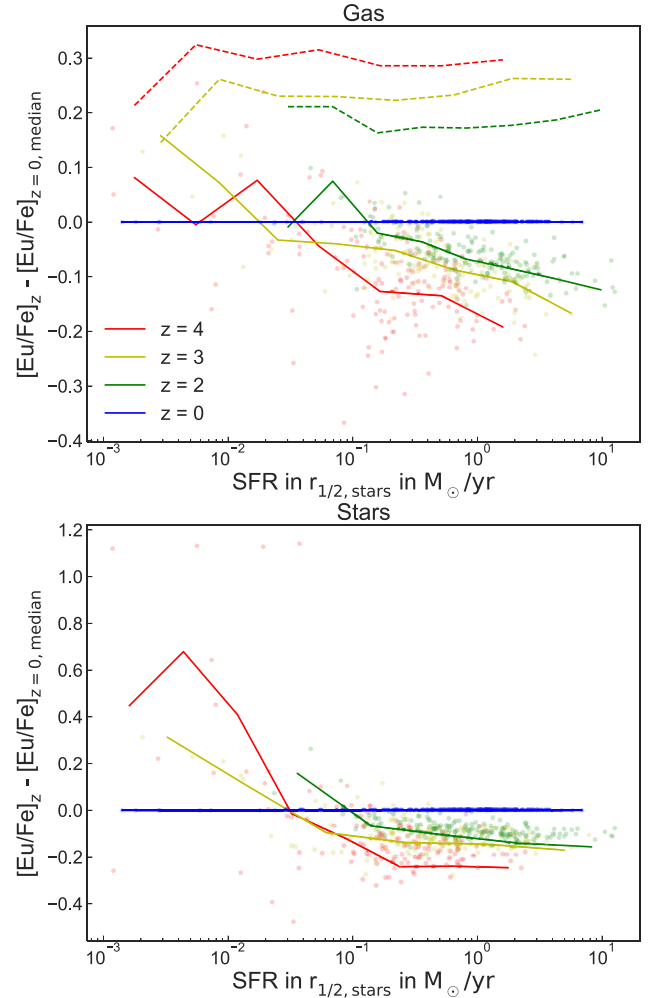 Gas
0.3
0.2
0.1
0.0
−0.1
−0.2
−0.3
−0.4
[Eu/Fe]z - [Eu/Fe]z = 0, median
z = 4
z = 3
z = 2
z = 0
10−3 10−2 10−1 100 101
SFR in r1/2, stars in M⊙/yr
Stars
1.2
1.0
0.8
0.6
0.4
0.2
0.0
−0.2
−0.4
[Eu/Fe]z - [Eu/Fe]z = 0, median
10−3 10−2 10−1 100 101
SFR in r1/2, stars in M⊙/yr